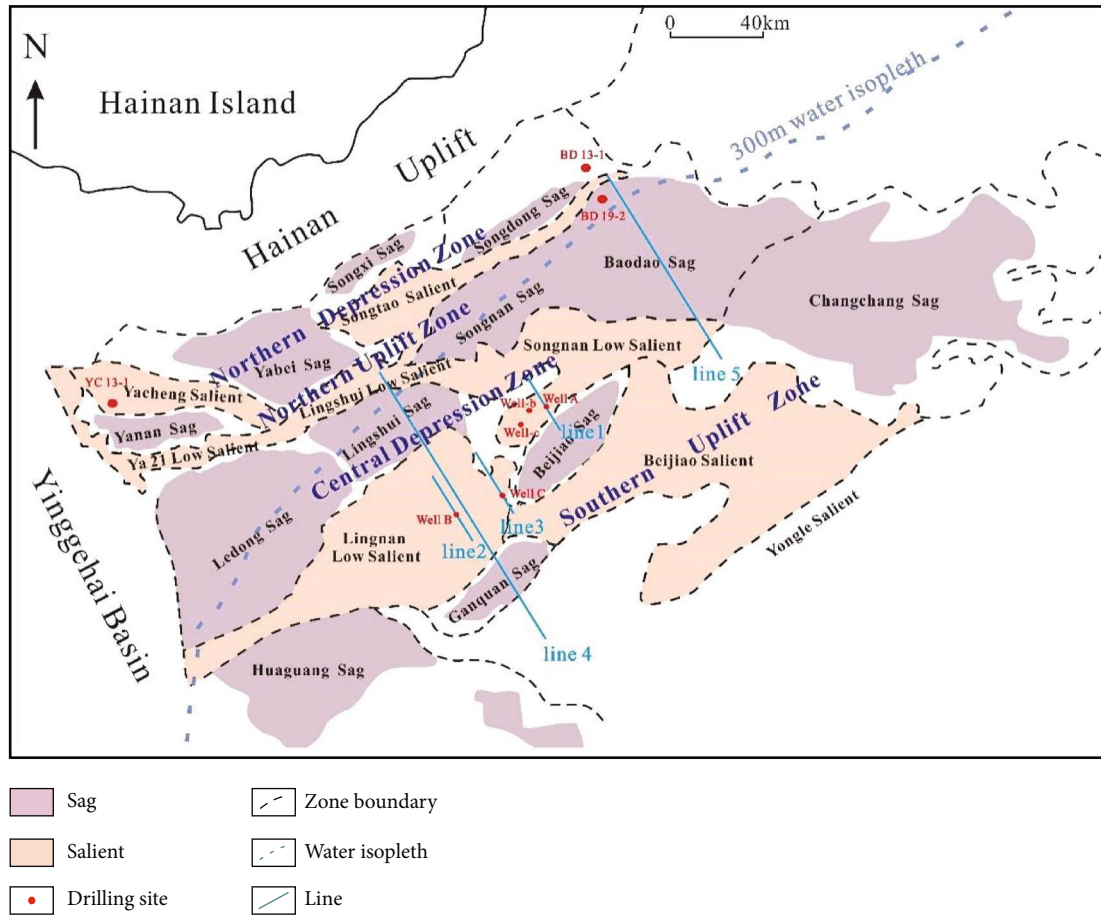 0 40km
N
Hainan Island
300m water isopleth
Hainan Uplift
BD 13-1
BD 19-2
Songdong Sag
Songxi Sag
Northern Depression Zone
Songtao Salient
Baodao Sag
Changchang Sag
Songnan Sag
Northern Uplift Zone
Yabei Sag
Songnan Low Salient
Lingshui Low Salient
line 5
YC 13-1
Yacheng Salient
Yanan Sag
Ya 21 Low Salient
Central Depression Zone
Lingshui Sag
Well A
Well-b
Well-c
line1
Beijiao Sag
Southern Uplift Zone
Beijiao Salient
Yongle Salient
Well C
line3
Well B
line2
Ledong Sag
Lingnan
Low Salient
Ganquan Sag
line 4
Yinggehai Basin
Huaguang Sag
Sag
Zone boundary
Salient
Water isopleth
Drilling site
Line